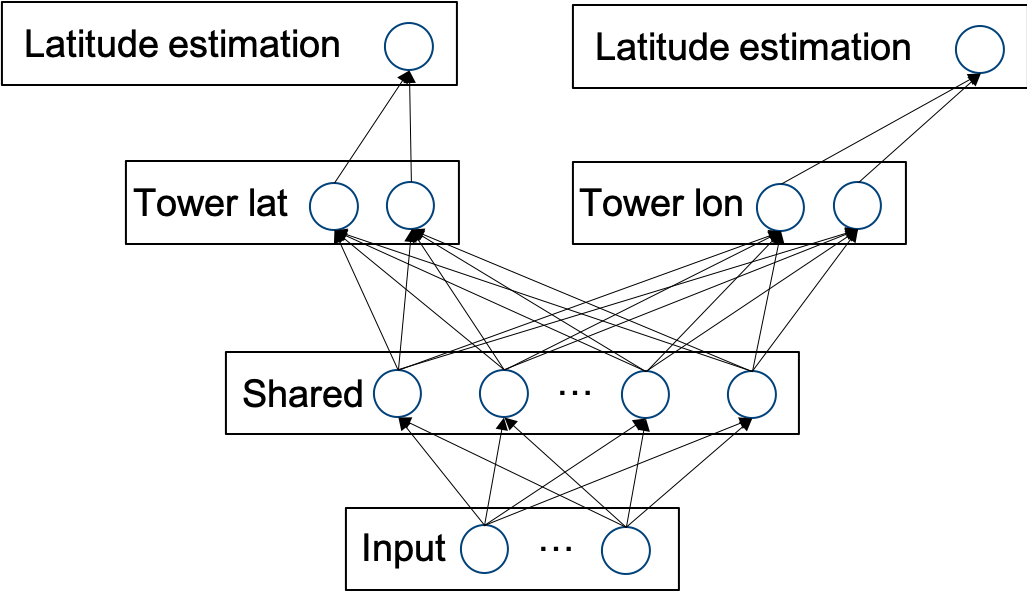 Latitude estimation
Latitude estimation
Tower lat
Tower lon
Shared
...
Input
...